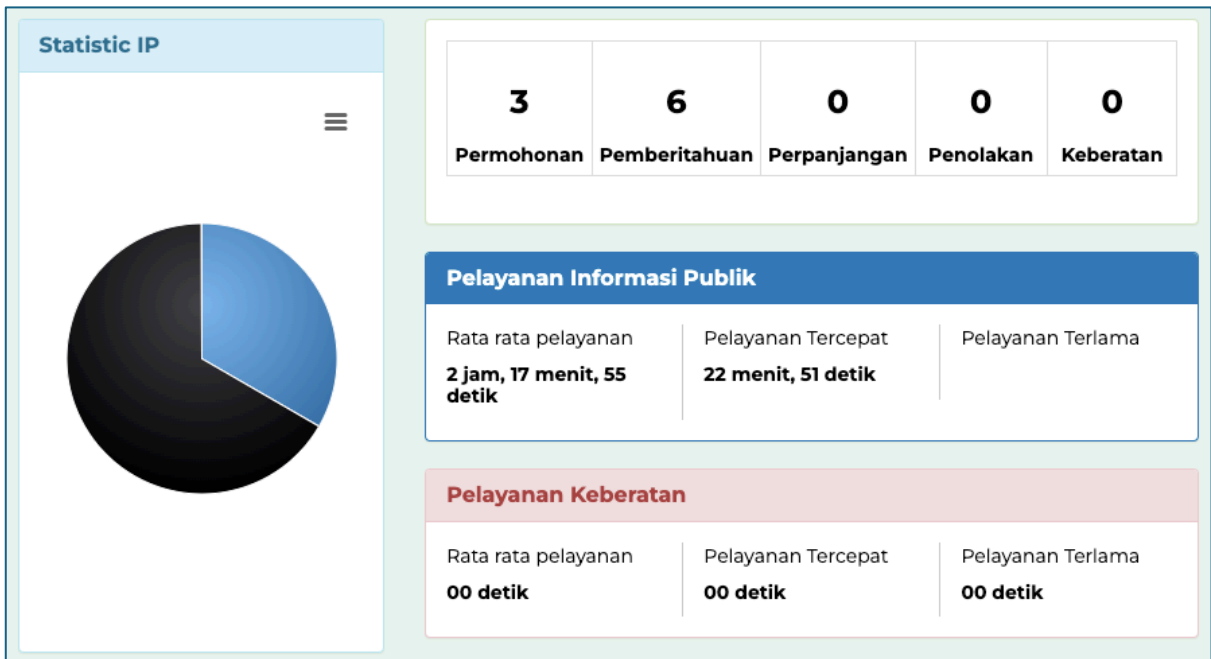 Statistic IP
3 6 0 0 0
Permohonan Pemberitahuan Perpanjangan Penolakan Keberatan
Pelayanan Informasi Publik
Rata rata pelayanan
2 jam, 17 menit, 55
detik
Pelayanan Tercepat
22 menit, 51 detik
Pelayanan Terlama
Pelayanan Keberatan
Rata rata pelayanan
00 detik
Pelayanan Tercepat
00 detik
Pelayanan Terlama
00 detik